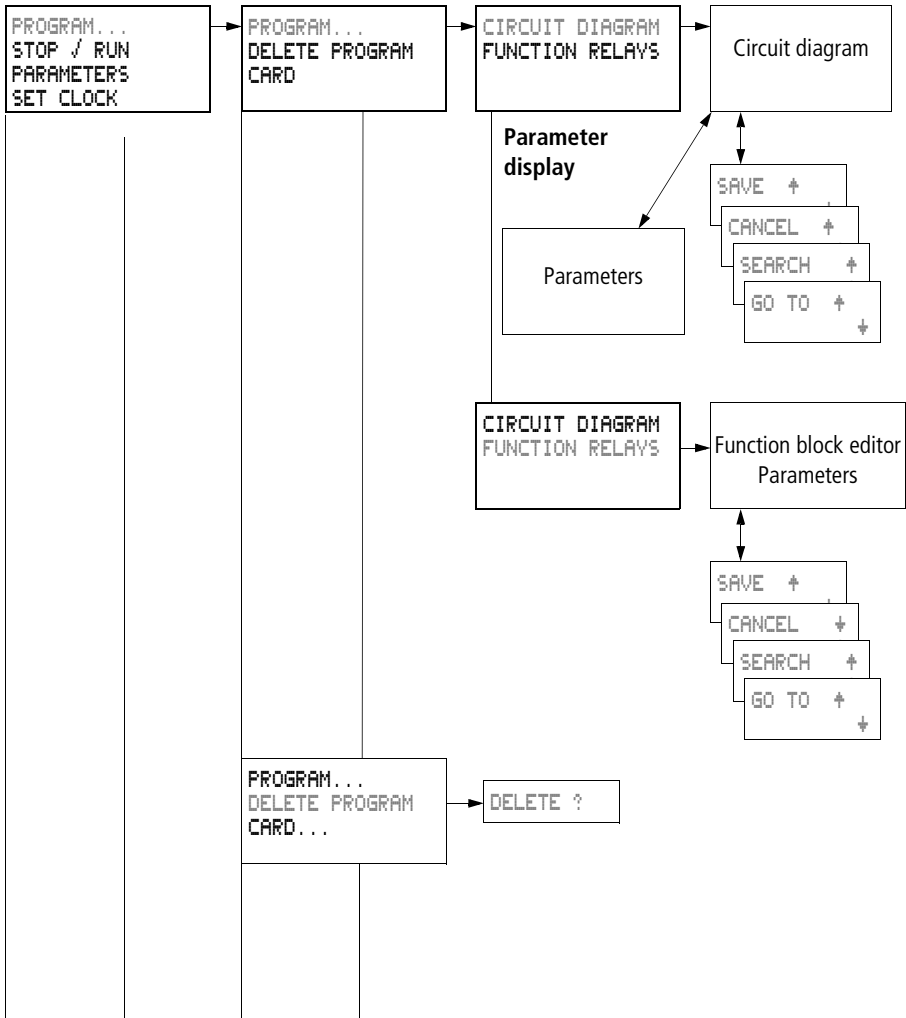 PROGRAM...
STOP √ RUN
PARAMETERS
SET CLOCK
PROGRAM...
DELETE PROGRAM
CARD
CIRCUIT DIAGRAM
FUNCTION RELAYS
Circuit diagram
Parameter
display
Parameters
SAVE ↑
CANCEL ↑
SEARCH ↑
GO TO ↑
↓
CIRCUIT DIAGRAM
FUNCTION RELAYS
Function block editor
Parameters
SAVE ↑
CANCEL ↓
SEARCH ↑
GO TO ↑
↓
PROGRAM...
DELETE PROGRAM
CARD...
DELETE ?